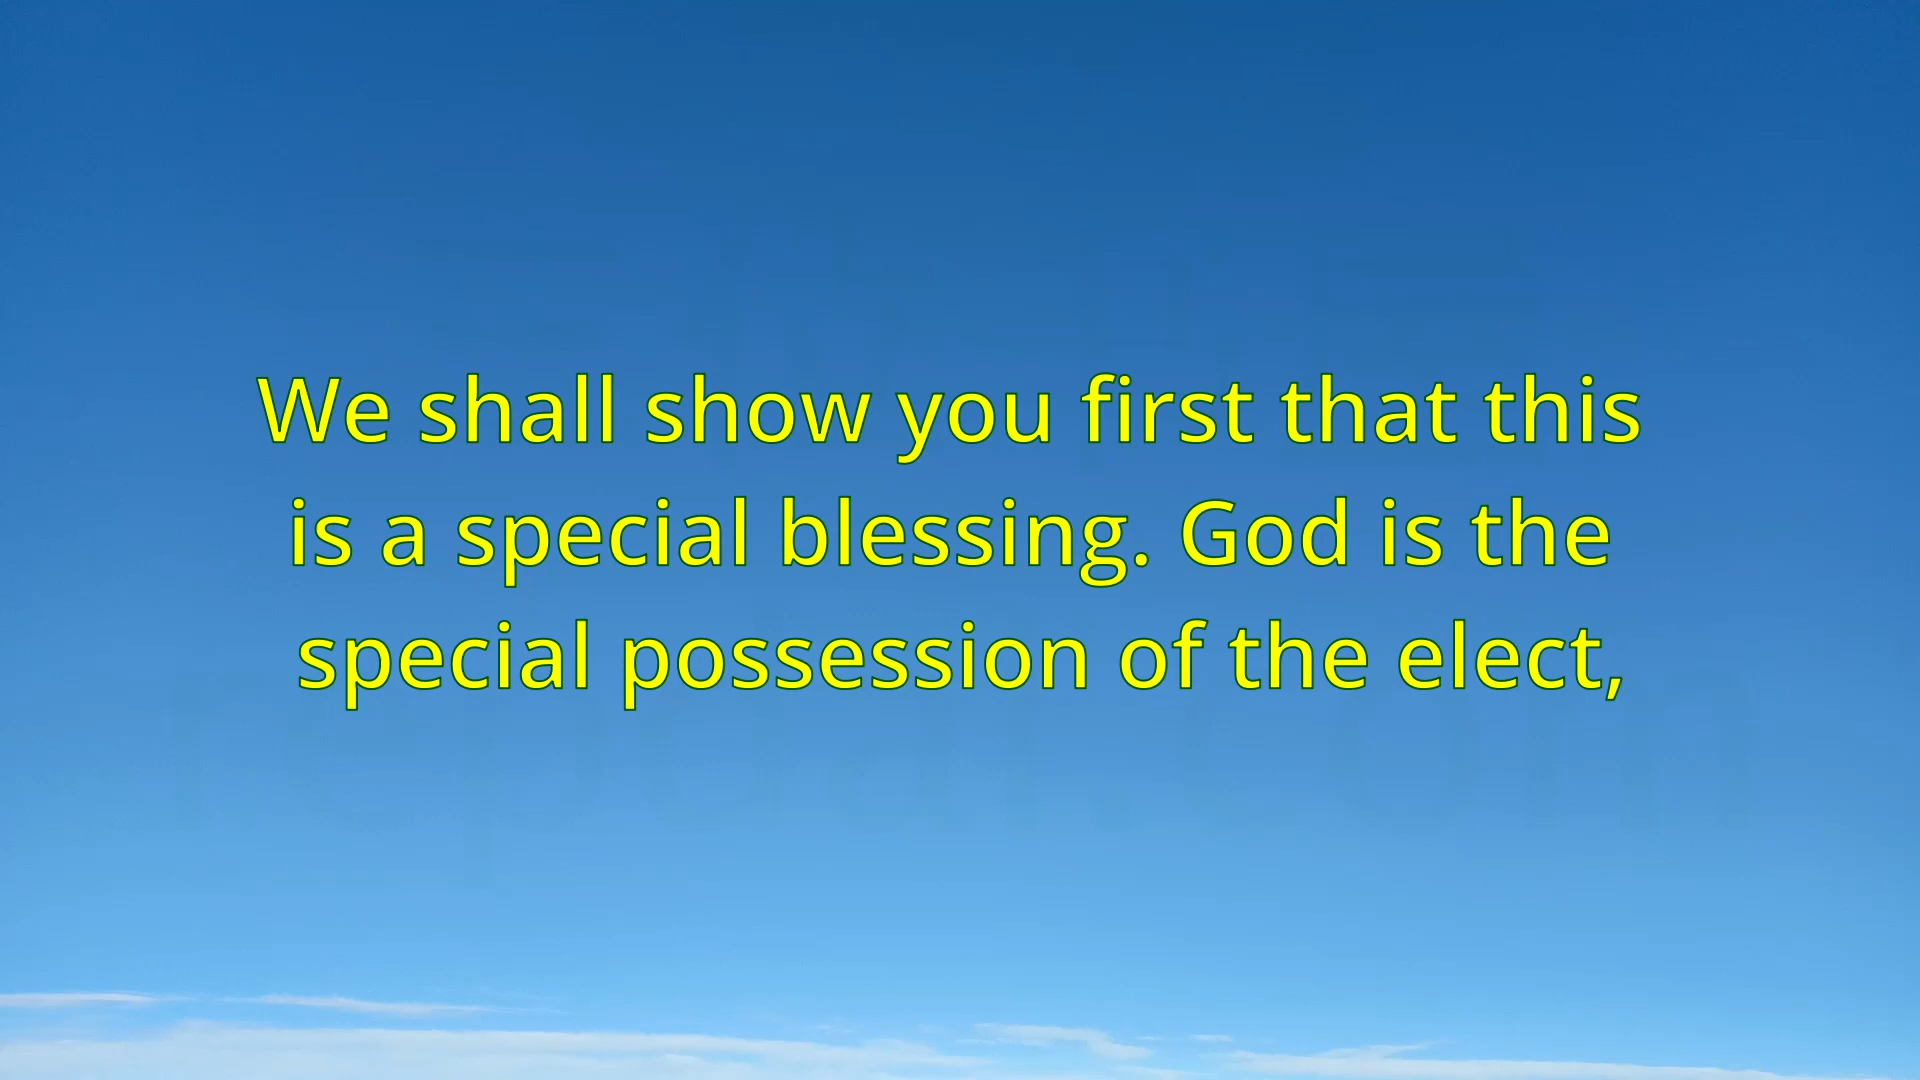 We shall show you first that this
is a special blessing. God is the
special possession of the elect,